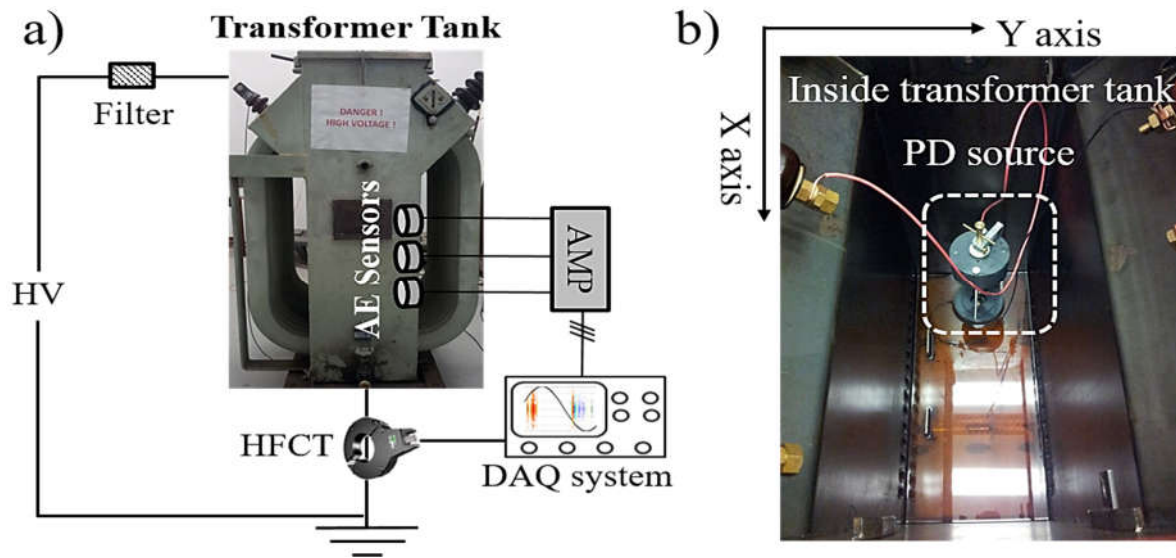 a)
Transformer Tank
Filter
DANGER !
HIGH VOLTAGE !
AE Sensors
AMP
HV
HFCT
DAQ system
b)
Y axis
X axis
Inside transformer tank
PD source